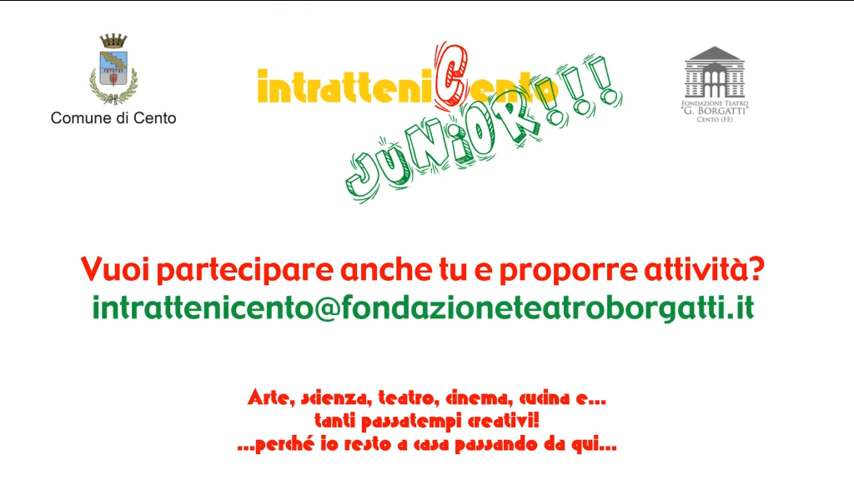 Comune di Cento
intratteniCento
JUNiOR!!!
FONDAZIONE TEATRO
"G. BORGATTI"
CENTO (FE)
Vuoi partecipare anche tu e proporre attività?
intrattenicento@fondazioneteatroborgatti.it
Arte, scienza, teatro, cinema, cucina e...
tanti passatempi creativi!
...perché io resto a casa passando da qui...